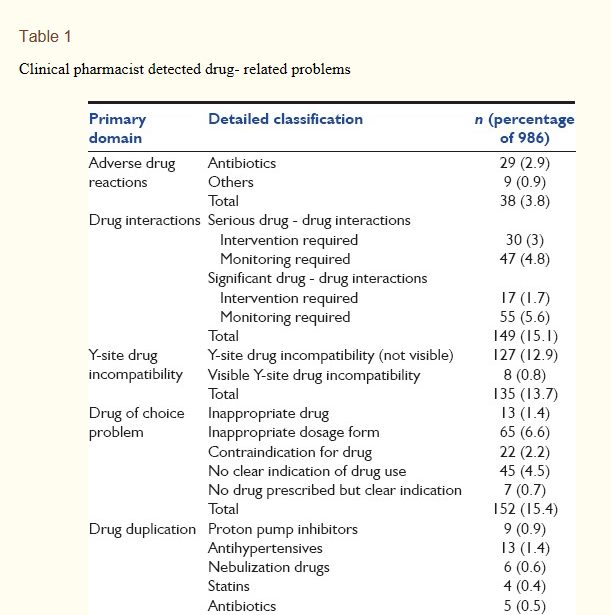 Table 1
Clinical pharmacist detected drug- related problems
Primary domain Detailed classification n (percentage of 986)
Adverse drug reactions Antibiotics 29 (2.9)
Others 9 (0.9)
Total 38 (3.8)
Drug interactions Serious drug - drug interactions
Intervention required 30 (3)
Monitoring required 47 (4.8)
Significant drug - drug interactions
Intervention required 17 (1.7)
Monitoring required 55 (5.6)
Total 149 (15.1)
Y-site drug incompatibility Y-site drug incompatibility (not visible) 127 (12.9)
Visible Y-site drug incompatibility 8 (0.8)
Total 135 (13.7)
Drug of choice problem Inappropriate drug 13 (1.4)
Inappropriate dosage form 65 (6.6)
Contraindication for drug 22 (2.2)
No clear indication of drug use 45 (4.5)
No drug prescribed but clear indication 7 (0.7)
Total 152 (15.4)
Drug duplication Proton pump inhibitors 9 (0.9)
Antihypertensives 13 (1.4)
Nebulization drugs 6 (0.6)
Statins 4 (0.4)
Antibiotics 5 (0.5)